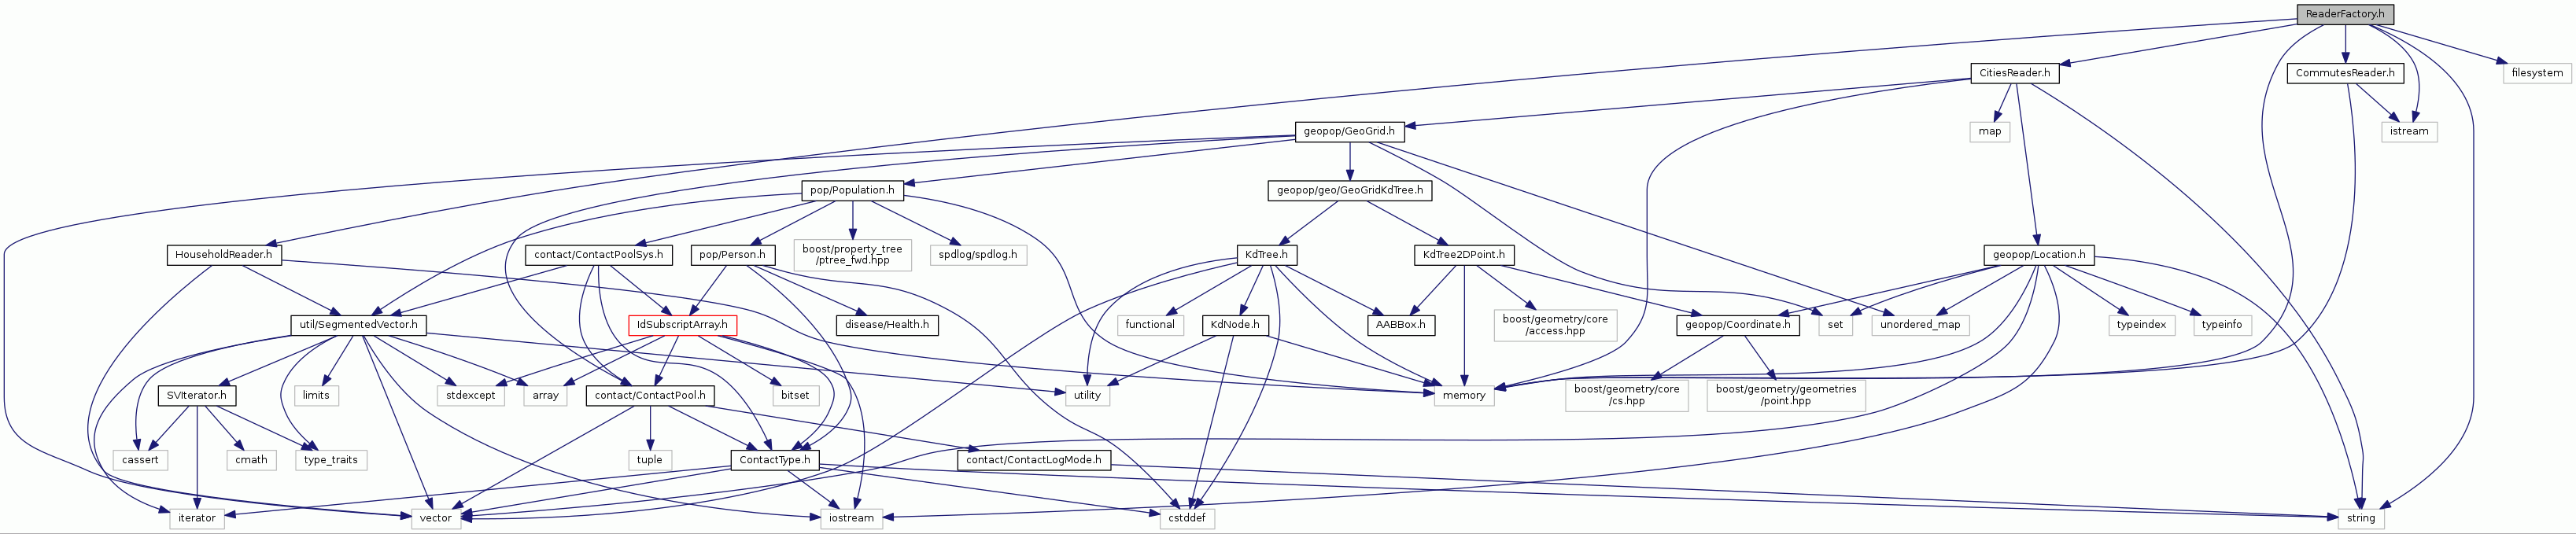 ReaderFactory.h
CitiesReader.h
CommutesReader.h
filesystem
geopop/GeoGrid.h
map
istream
pop/Population.h
geopop/geo/GeoGridKdTree.h
HouseholdReader.h
contact/ContactPoolSys.h
pop/Person.h
boost/property_tree
/ptree_fwd.hpp
spdlog/spdlog.h
KdTree.h
KdTree2DPoint.h
geopop/Location.h
util/SegmentedVector.h
IdSubscriptArray.h
disease/Health.h
functional
KdNode.h
AABBox.h
boost/geometry/core
/access.hpp
geopop/Coordinate.h
set
unordered_map
typeindex
typeinfo
SVIterator.h
limits
stdexcept
array
contact/ContactPool.h
bitset
utility
memory
boost/geometry/core
/cs.hpp
boost/geometry/geometries
/point.hpp
cassert
cmath
type_traits
tuple
ContactType.h
contact/ContactLogMode.h
iterator
vector
iostream
cstddef
string